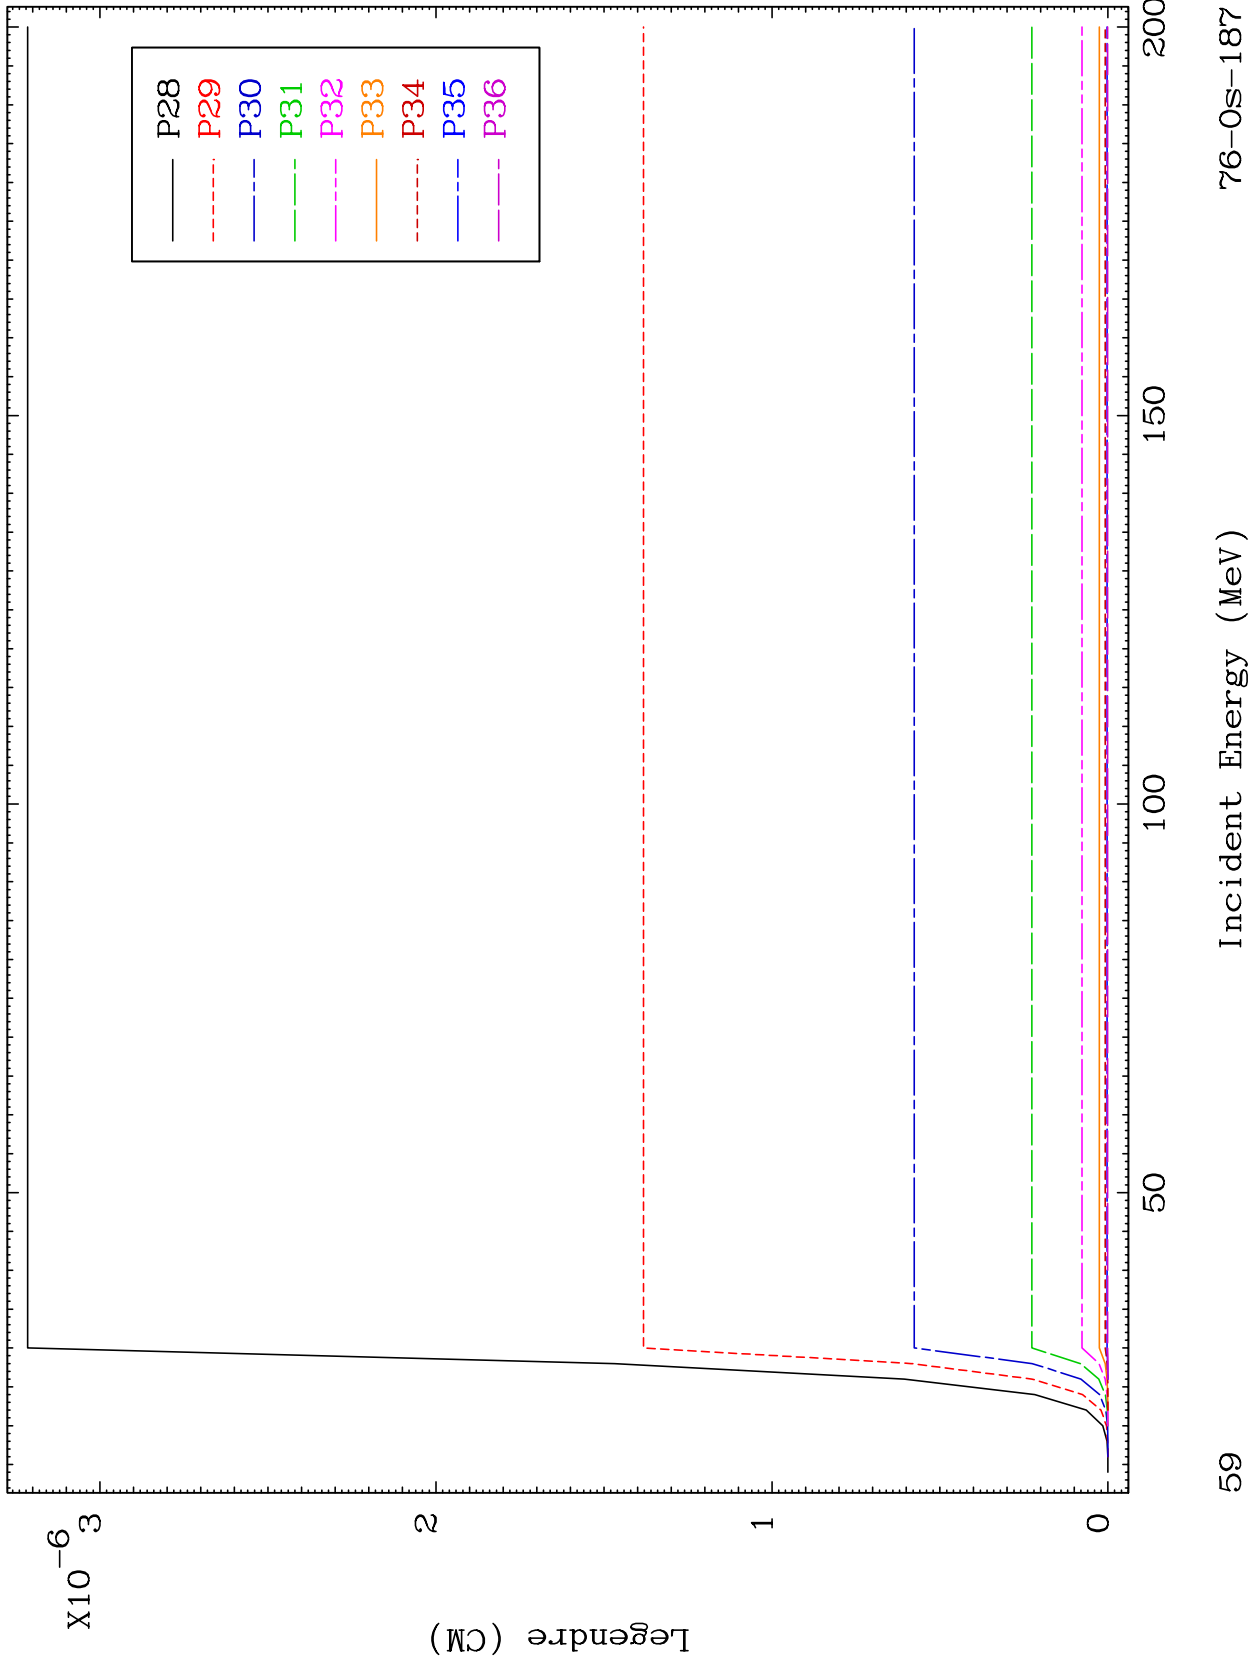 X10-6
3
2
1
0
Legendre (CM)
P28
P29
P30
P31
P32
P33
P34
P35
P36
50
100
150
200
Incident Energy (MeV)
59
76-Os-187